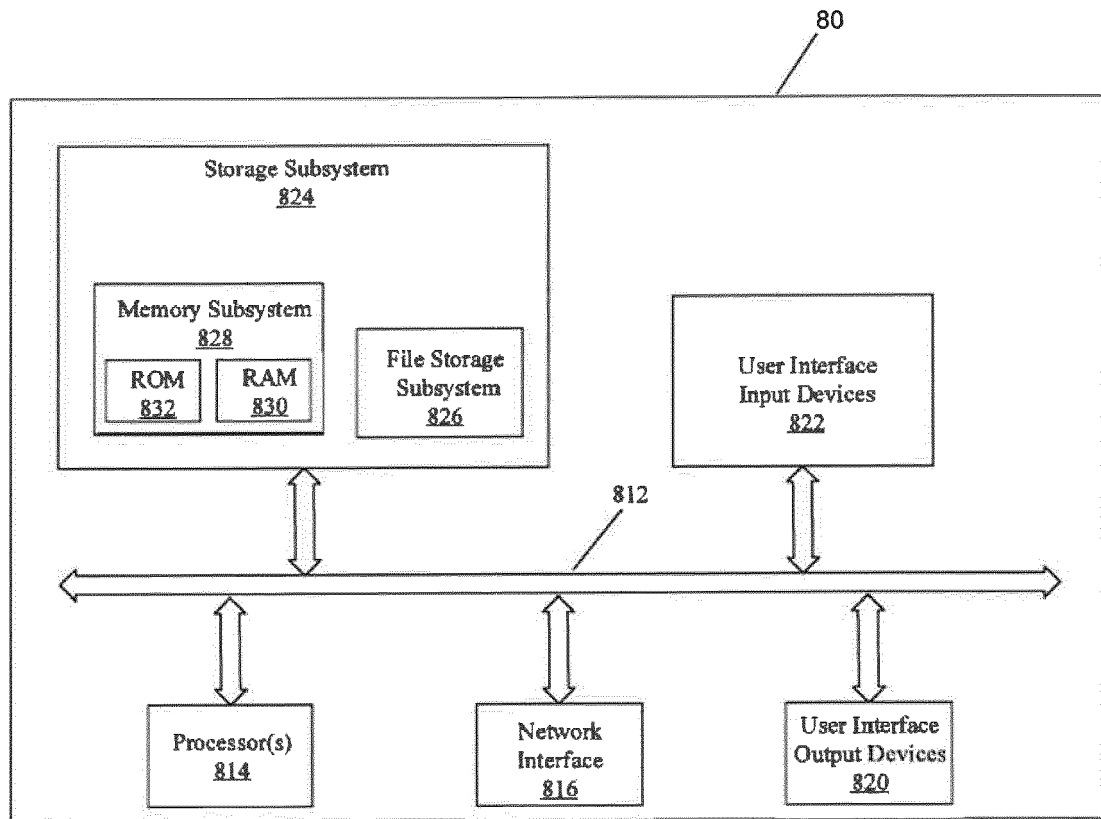 80
Storage Subsystem
824
Memory Subsystem
828
ROM
832
RAM
830
File Storage
Subsystem
826
User Interface
Input Devices
822
812
Processor(s)
814
Network
Interface
816
User Interface
Output Devices
820